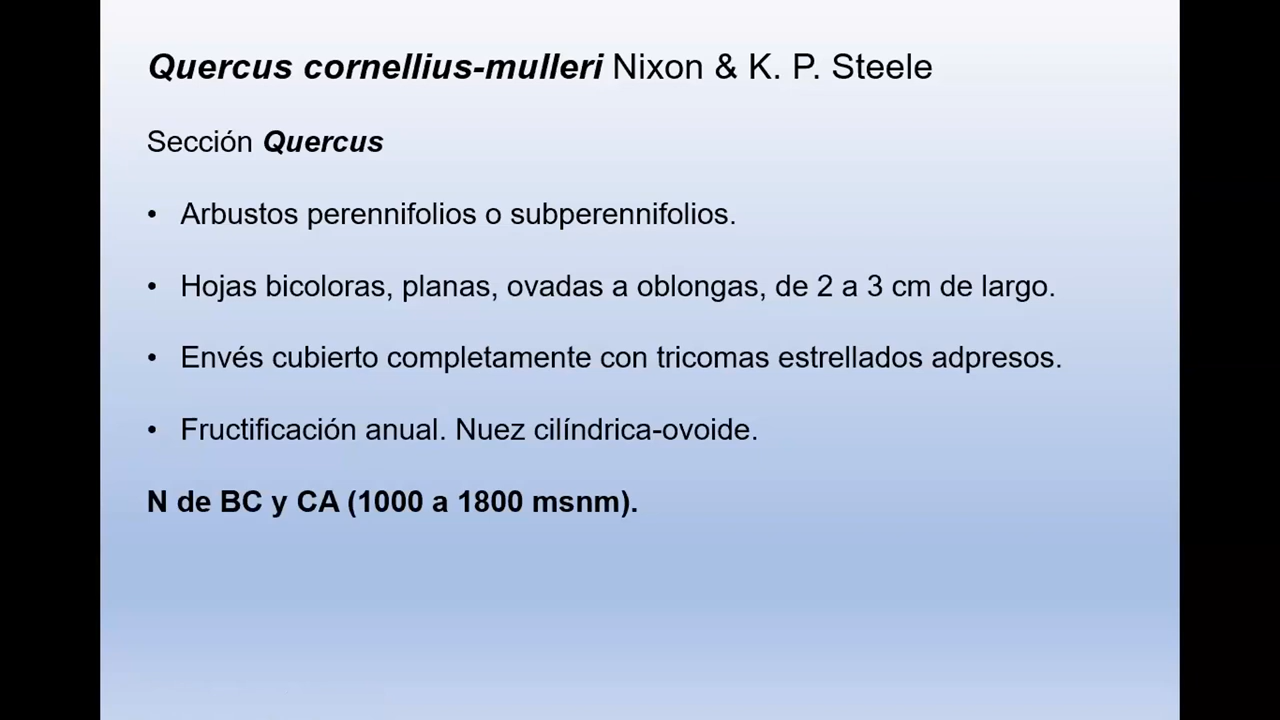 Quercus cornellius-mulleri Nixon & K. P. Steele
Sección Quercus
• Arbustos perennifolios o subperennifolios.
• Hojas bicoloras, planas, ovadas a oblongas, de 2 a 3 cm de largo.
• Envés cubierto completamente con tricomas estrellados adpresos.
• Fructificación anual. Nuez cilíndrica-ovoide.
N de BC y CA (1000 a 1800 msnm).